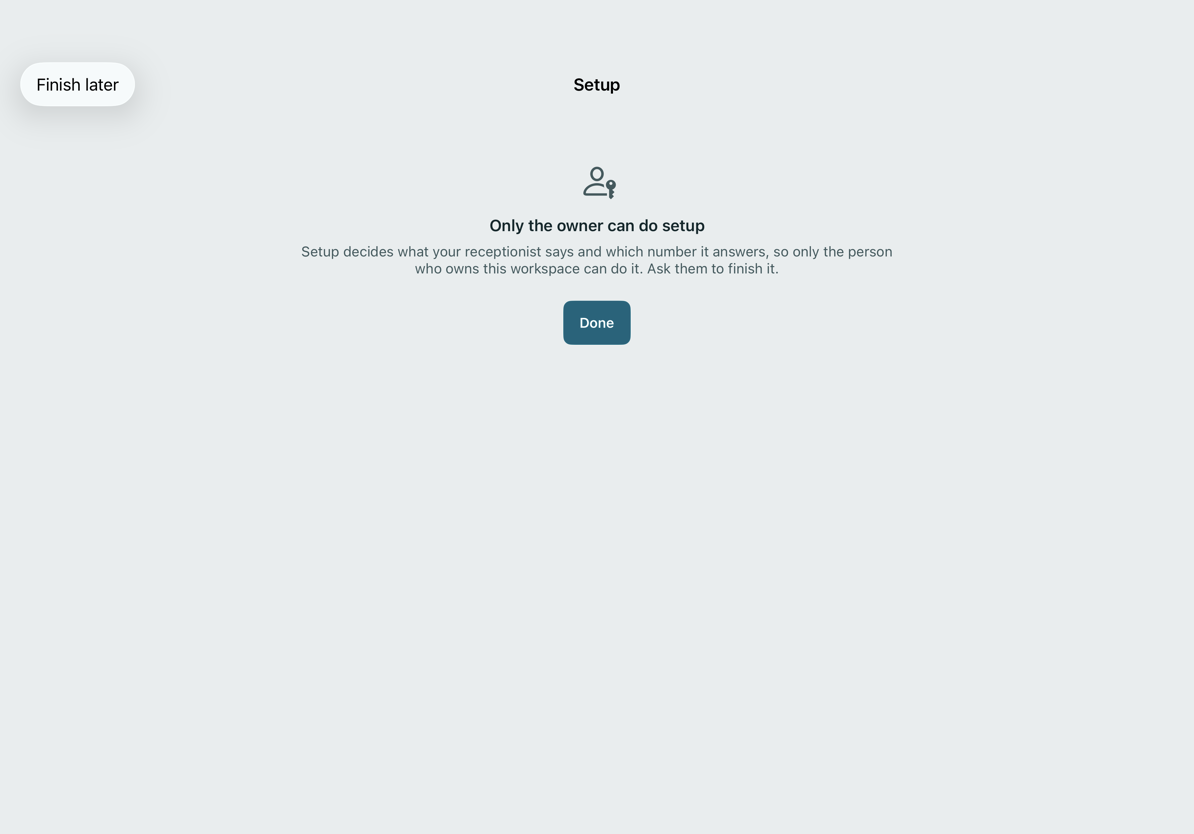 Finish later
Setup
Only the owner can do setup
Setup decides what your receptionist says and which number it answers, so only the person
who owns this workspace can do it. Ask them to finish it.
Done